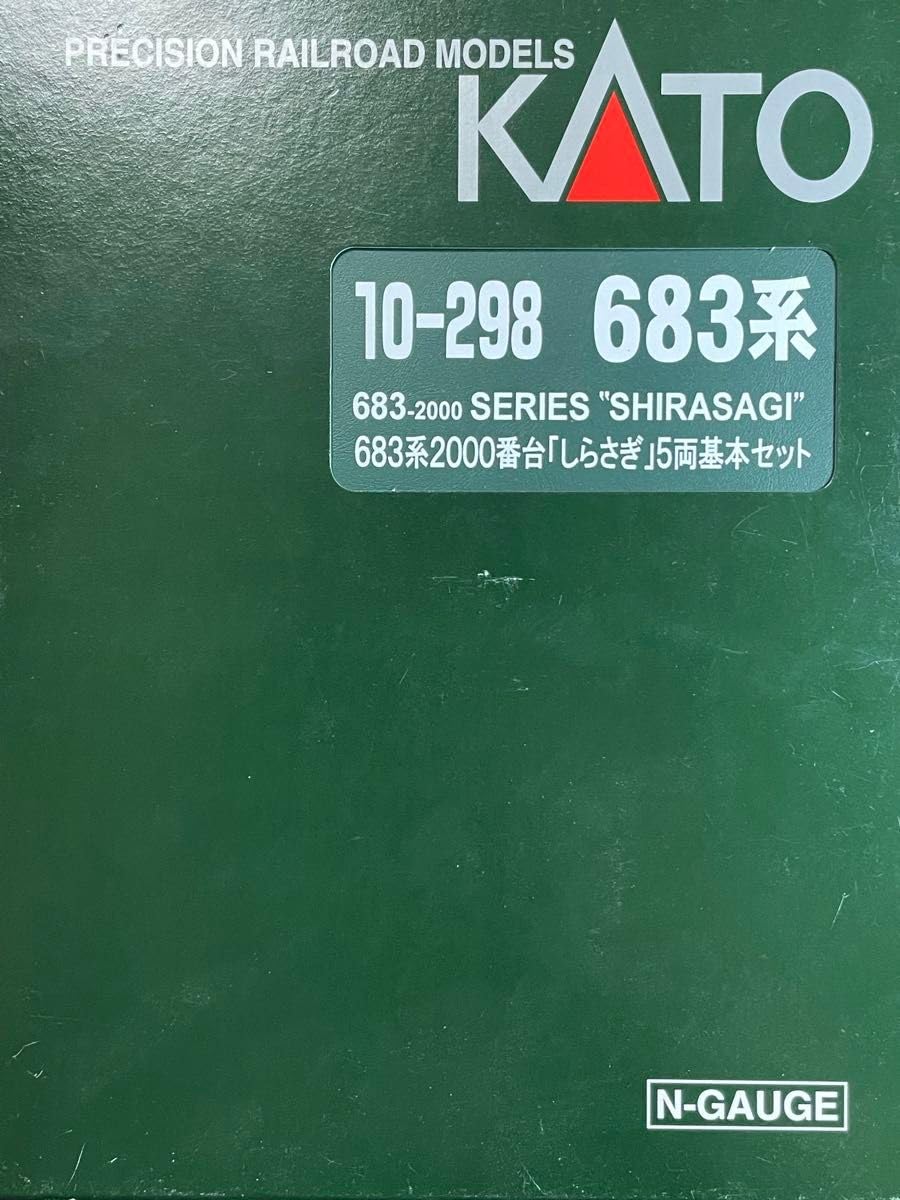 PRECISION RAILROAD MODELS
KATO
10-298 683系
683-2000 SERIES “SHIRASAGI”
683系2000番台「しらさぎ」5両基本セット
N-GAUGE